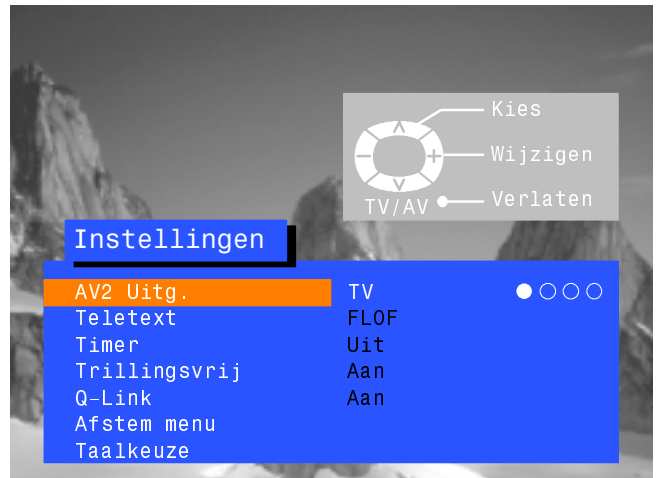 Kies
Wijzigen
TV/AV Verlaten
Instellingen
AV2 Uitg. TV
Teletext FLOF
Timer Uit
Trillingsvrij Aan
Q-Link Aan
Afstem menu
Taalkeuze